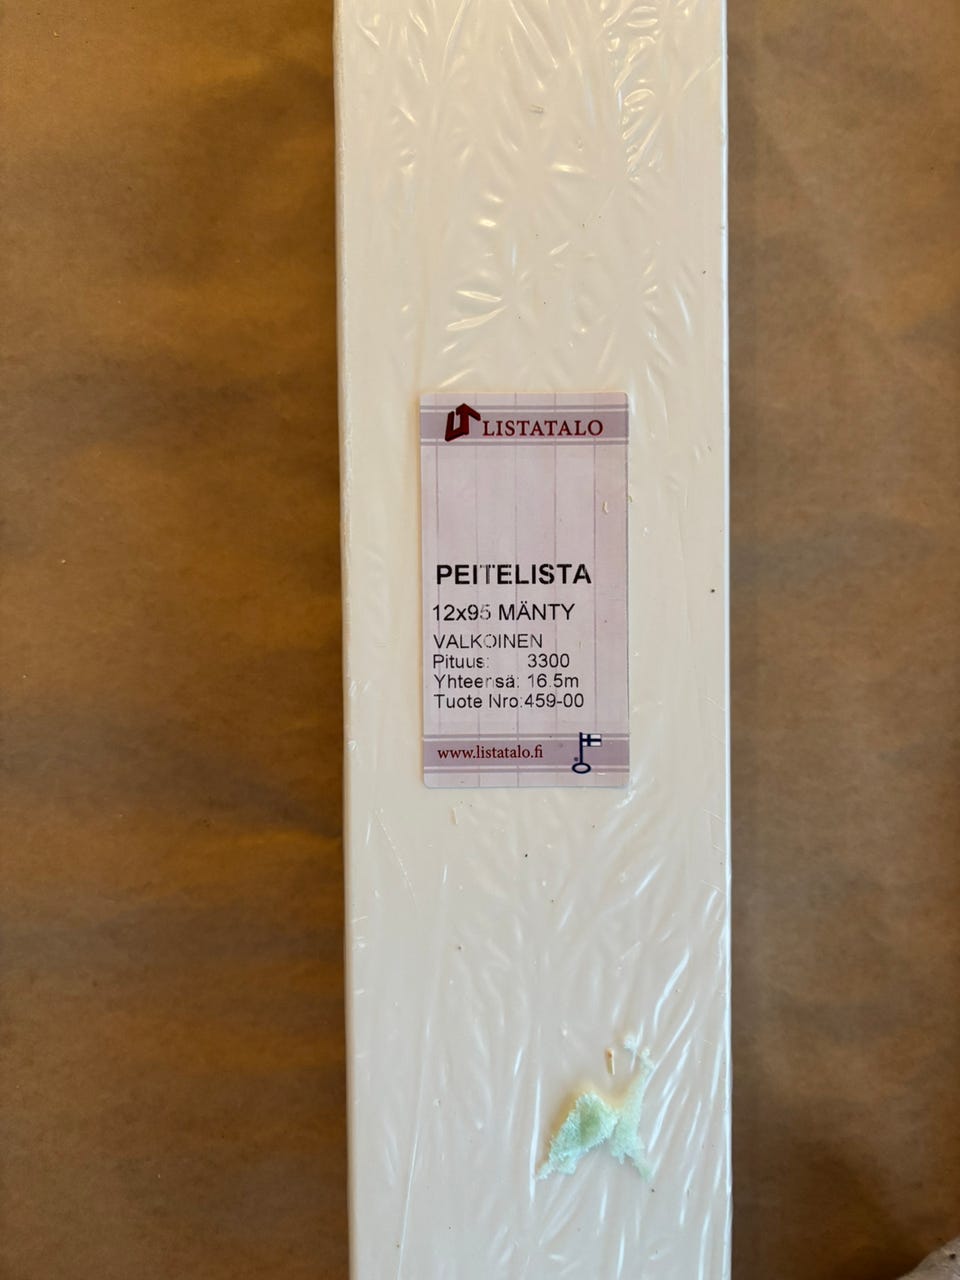 LISTATALO
PEITELISTA
12x95 MÄNTY
VALKOINEN
Pituus: 3300
Yhteensä: 16.5m
Tuote Nro:459-00
www.listatalo.fi